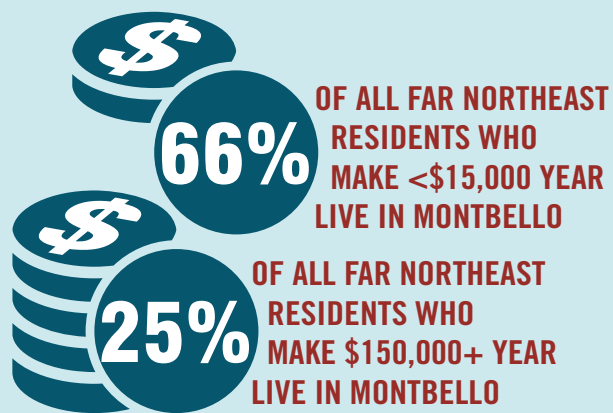 $
66%
OF ALL FAR NORTHEAST
RESIDENTS WHO
MAKE <$15,000 YEAR
LIVE IN MONTBELLO
$
25%
OF ALL FAR NORTHEAST
RESIDENTS WHO
MAKE $150,000+ YEAR
LIVE IN MONTBELLO